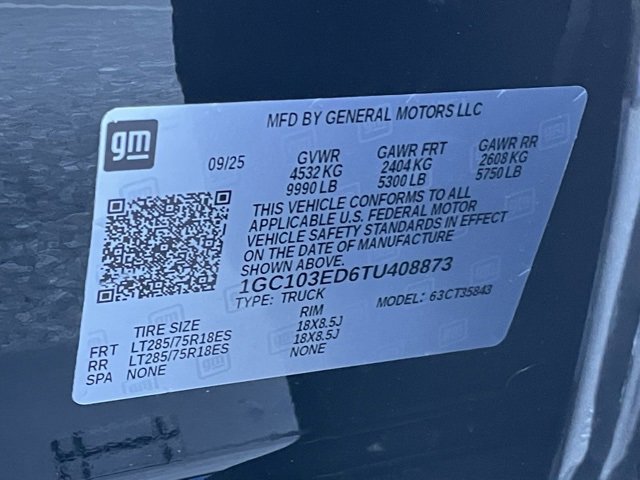 MFD BY GENERAL MOTORS LLC
gm
09/25
GVWR GAWR FRT GAWR RR
4532 KG 2404 KG 2608 KG
9990 LB 5300 LB 5750 LB
THIS VEHICLE CONFORMS TO ALL
APPLICABLE U.S. FEDERAL MOTOR
VEHICLE SAFETY STANDARDS IN EFFECT
ON THE DATE OF MANUFACTURE
SHOWN ABOVE.
1GC103ED6TU408873
TYPE: TRUCK MODEL: 63CT35843
TIRE SIZE RIM
FRT LT285/75R18ES 18X8.5J
RR LT285/75R18ES 18X8.5J
SPA NONE NONE